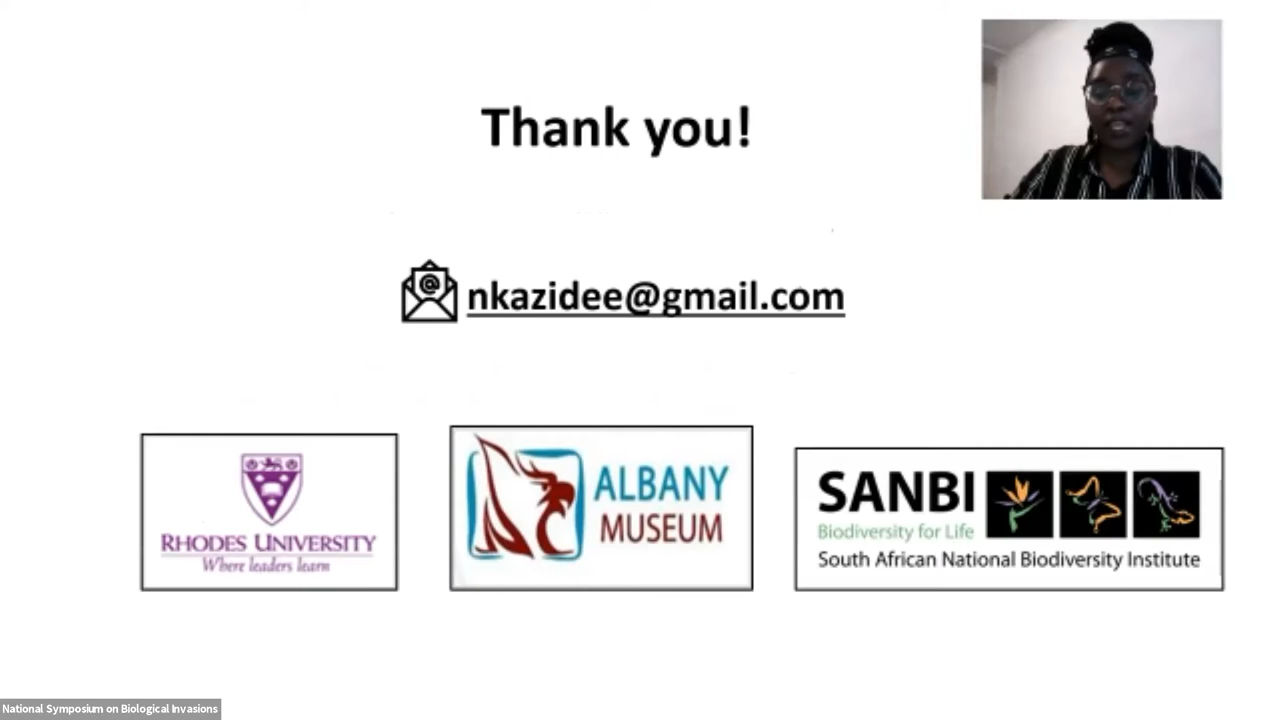 Thank you!
@
nkazidee@gmail.com
RHODES UNIVERSITY
Where leaders learn
ALBANY
MUSEUM
SANBI
Biodiversity for Life
South African National Biodiversity Institute
National Symposium on Biological Invasions